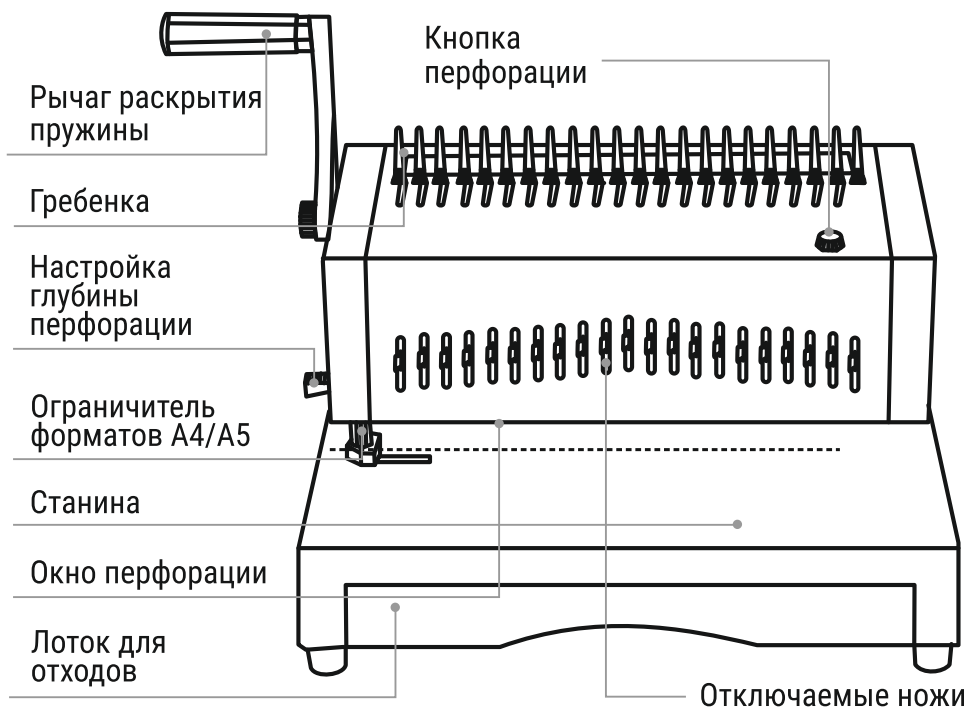 Кнопка
перфорации
Рычаг раскрытия
пружины
Гребенка
Настройка
глубины
перфорации
Ограничитель
форматов А4/А5
Станина
Окно перфорации
Лоток для
отходов
Отключаемые ножи